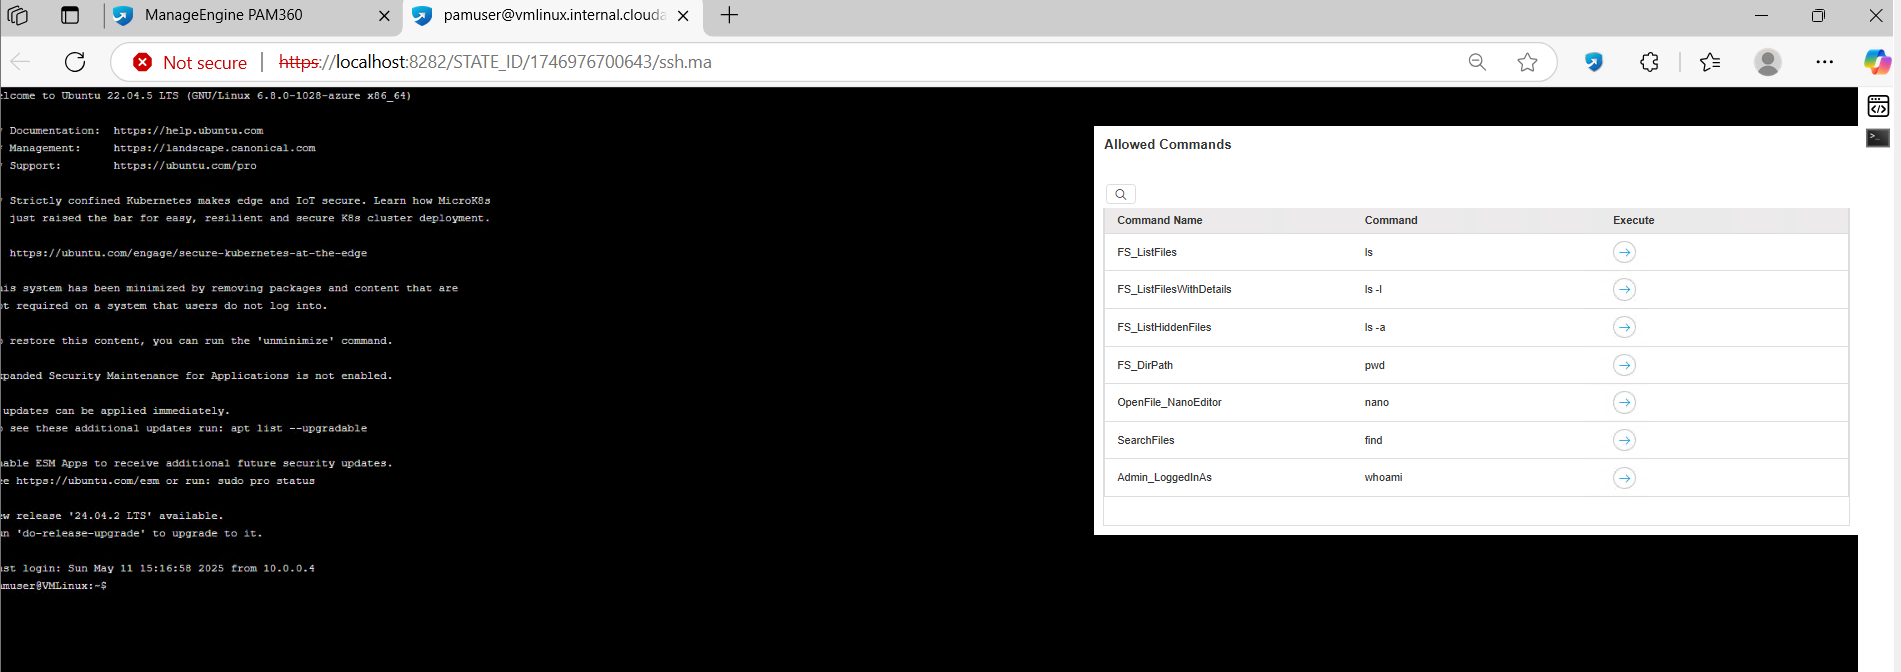 ManageEngine PAM360
pamuser@vmlinux.internal.clouda
Not secure | https://localhost:8282/STATE_ID/1746976700643/ssh.ma
elcome to Ubuntu 22.04.5 LTS (GNU/Linux 6.8.0-1028-azure x86_64)
Documentation: https://help.ubuntu.com
Management: https://landscape.canonical.com
Support: https://ubuntu.com/pro
Strictly confined Kubernetes makes edge and IoT secure. Learn how MicroK8s
just raised the bar for easy, resilient and secure K8s cluster deployment.
https://ubuntu.com/engage/secure-kubernetes-at-the-edge
is system has been minimized by removing packages and content that are
t required on a system that users do not log into.
restore this content, you can run the 'unminimize' command.
panded Security Maintenance for Applications is not enabled.
updates can be applied immediately.
see these additional updates run: apt list --upgradable
able ESM Apps to receive additional future security updates.
e https://ubuntu.com/esm or run: sudo pro status
w release '24.04.2 LTS' available.
n 'do-release-upgrade' to upgrade to it.
st login: Sun May 11 15:16:58 2025 from 10.0.0.4
muser@VMLinux:~$
Allowed Commands
Command Name Command Execute
FS_ListFiles ls
FS_ListFilesWithDetails ls -l
FS_ListHiddenFiles ls -a
FS_DirPath pwd
OpenFile_NanoEditor nano
SearchFiles find
Admin_LoggedInAs whoami